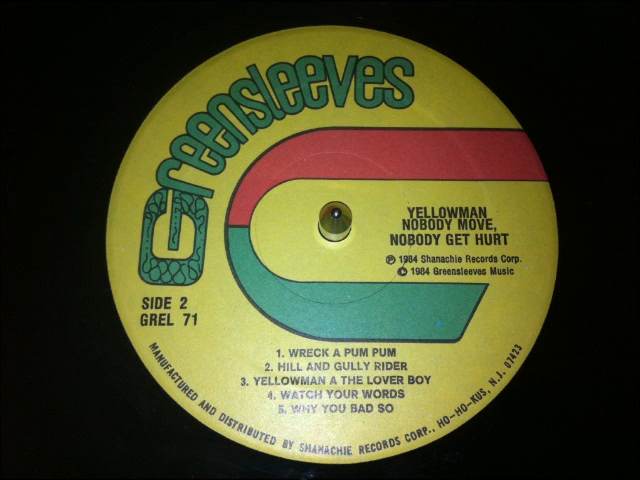 Greensleeves
YELLOWMAN
NOBODY MOVE,
NOBODY GET HURT
℗ 1984 Shanachie Records Corp.
© 1984 Greensleeves Music
SIDE 2
GREL 71
1. WRECK A PUM PUM
2. HILL AND GULLY RIDER
3. YELLOWMAN A THE LOVER BOY
4. WATCH YOUR WORDS
5. WHY YOU BAD SO
MANUFACTURED AND DISTRIBUTED BY SHANACHIE RECORDS CORP., HO-HO-KUS, N.J. 07423